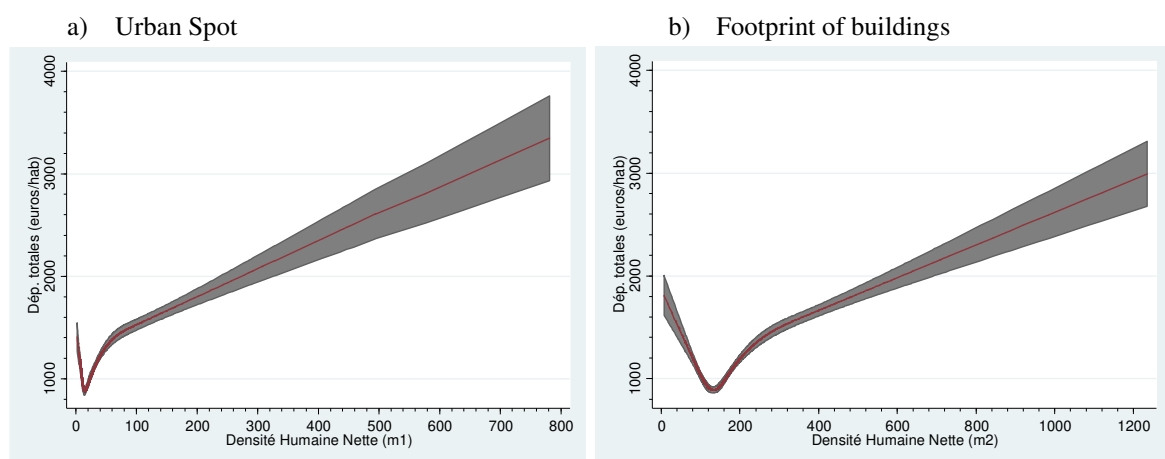 a) Urban Spot
4000
3000
2000
1000
Dép. totales (euros/hab)
0 100 200 300 400 500 600 700 800
Densité Humaine Nette (m1)
b) Footprint of buildings
4000
3000
2000
1000
Dép. totales (euros/hab)
0 200 400 600 800 1000 1200
Densité Humaine Nette (m2)